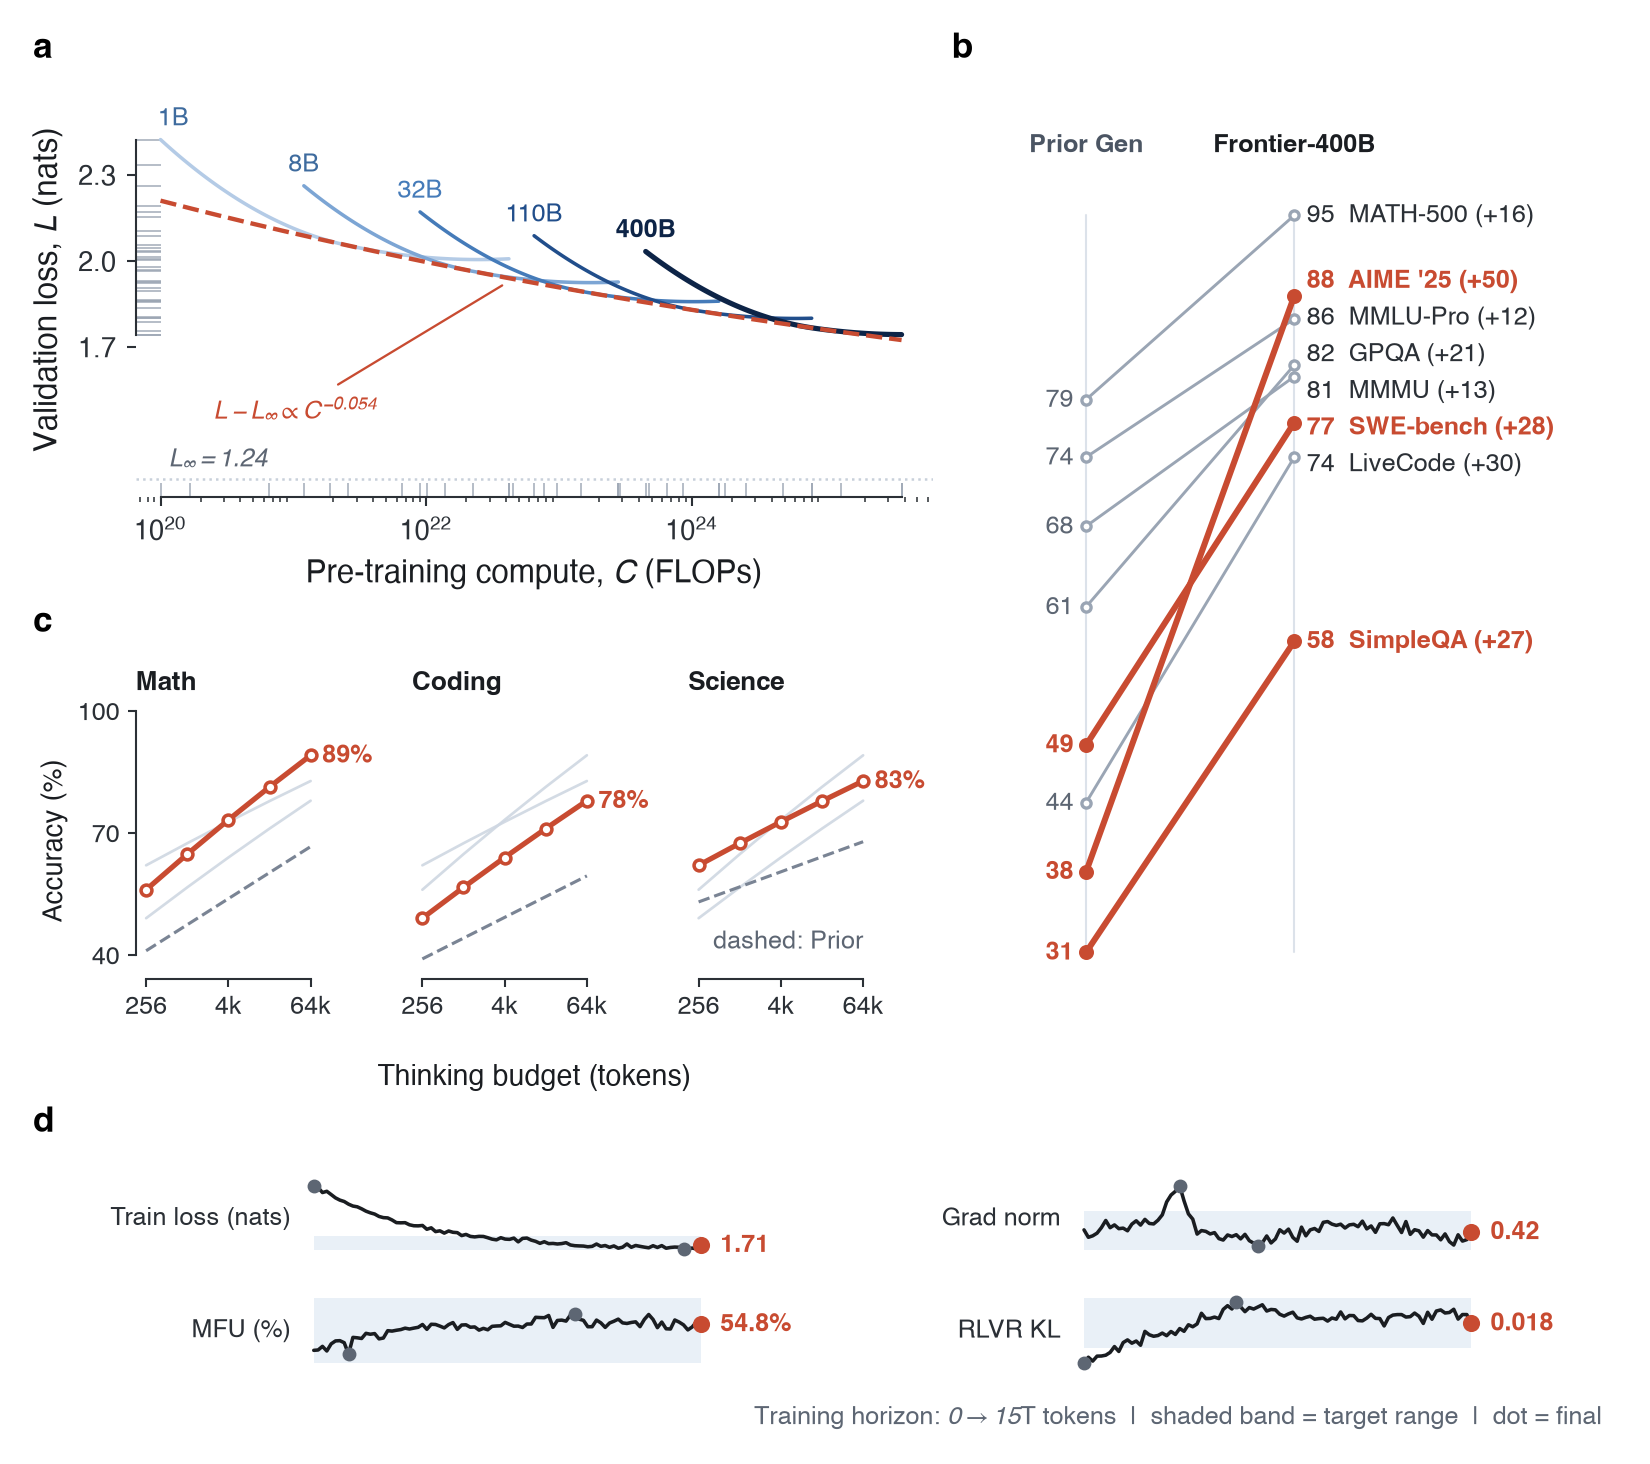 a
1B
8B
32B
110B
400B
Validation loss, L (nats)
2.3
2.0
1.7
L − L∞ ∝ C^−0.054
L∞ = 1.24
10^20
10^22
10^24
Pre-training compute, C (FLOPs)
b
Prior Gen
Frontier-400B
95 MATH-500 (+16)
88 AIME '25 (+50)
86 MMLU-Pro (+12)
82 GPQA (+21)
81 MMMU (+13)
77 SWE-bench (+28)
74 LiveCode (+30)
58 SimpleQA (+27)
79
74
68
61
49
44
38
31
c
Math
Coding
Science
Accuracy (%)
100
70
40
89%
78%
83%
dashed: Prior
256 4k 64k
256 4k 64k
256 4k 64k
Thinking budget (tokens)
d
Train loss (nats)
1.71
Grad norm
0.42
MFU (%)
54.8%
RLVR KL
0.018
Training horizon: 0 → 15T tokens | shaded band = target range | dot = final